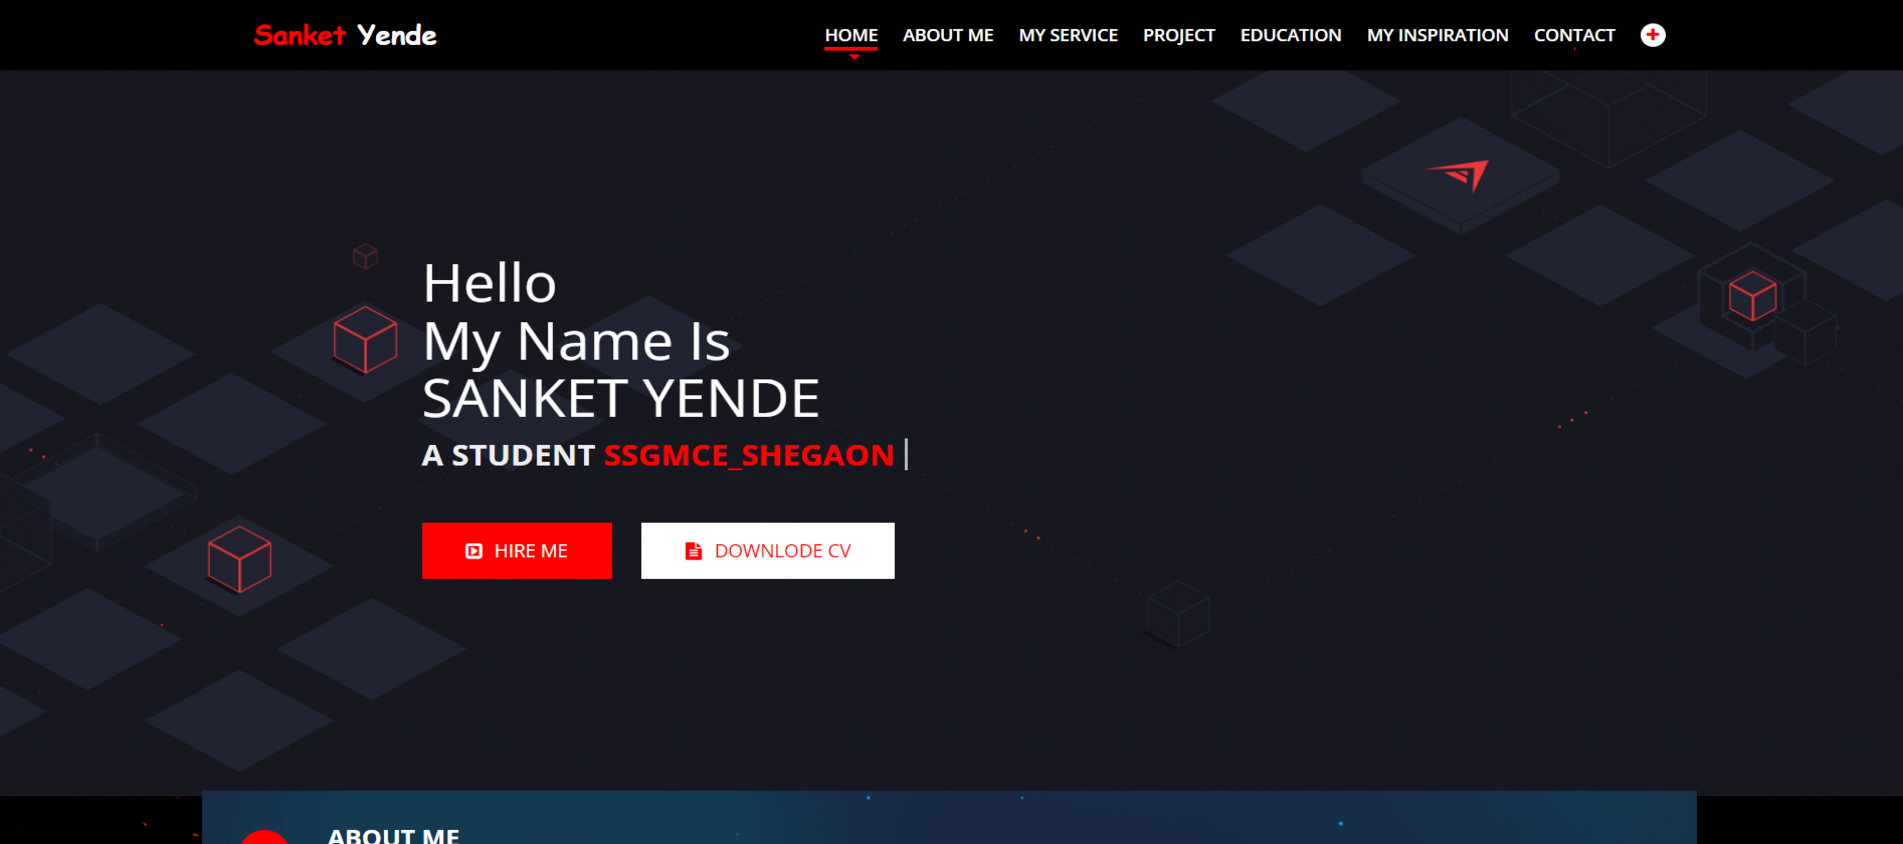 Sanket Yende
HOME ABOUT ME MY SERVICE PROJECT EDUCATION MY INSPIRATION CONTACT
Hello
My Name Is
SANKET YENDE
A STUDENT SSGMCE_SHEGAON
HIRE ME DOWNLODE CV
ABOUT ME